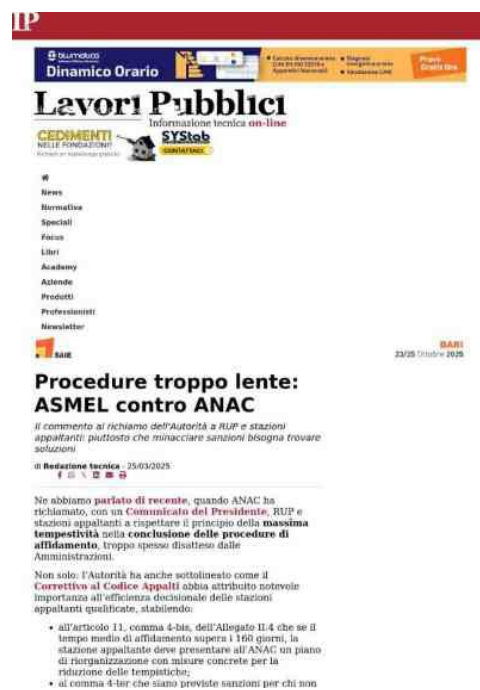 IP
blumatica
Dinamico Orario
Prova
Gratis Ora
Lavori Pubblici
Informazione tecnica on-line
CEDIMENTI
NELLE FONDAZIONI?
SYStab
CONTATTACI
News
Normativa
Speciali
Focus
Libri
Academy
Aziende
Prodotti
Professionisti
Newsletter
SAIE
BARI
23/25 Ottobre 2025
Procedure troppo lente:
ASMEL contro ANAC
Il commento al richiamo dell'Autorità a RUP e stazioni
appaltanti: piuttosto che minacciare sanzioni bisogna trovare
soluzioni
di Redazione tecnica - 25/03/2025
Ne abbiamo parlato di recente, quando ANAC ha
richiamato, con un Comunicato del Presidente, RUP e
stazioni appaltanti a rispettare il principio della massima
tempestività nella conclusione delle procedure di
affidamento, troppo spesso disatteso dalle
Amministrazioni.
Non solo: l'Autorità ha anche sottolineato come il
Correttivo al Codice Appalti abbia attribuito notevole
importanza all'efficienza decisionale delle stazioni
appaltanti qualificate, stabilendo:
all'articolo 11, comma 4-bis, dell'Allegato II.4 che se il
tempo medio di affidamento supera i 160 giorni, la
stazione appaltante deve presentare all'ANAC un piano
di riorganizzazione con misure concrete per la
riduzione delle tempistiche;
al comma 4-ter che siano previste sanzioni per chi non